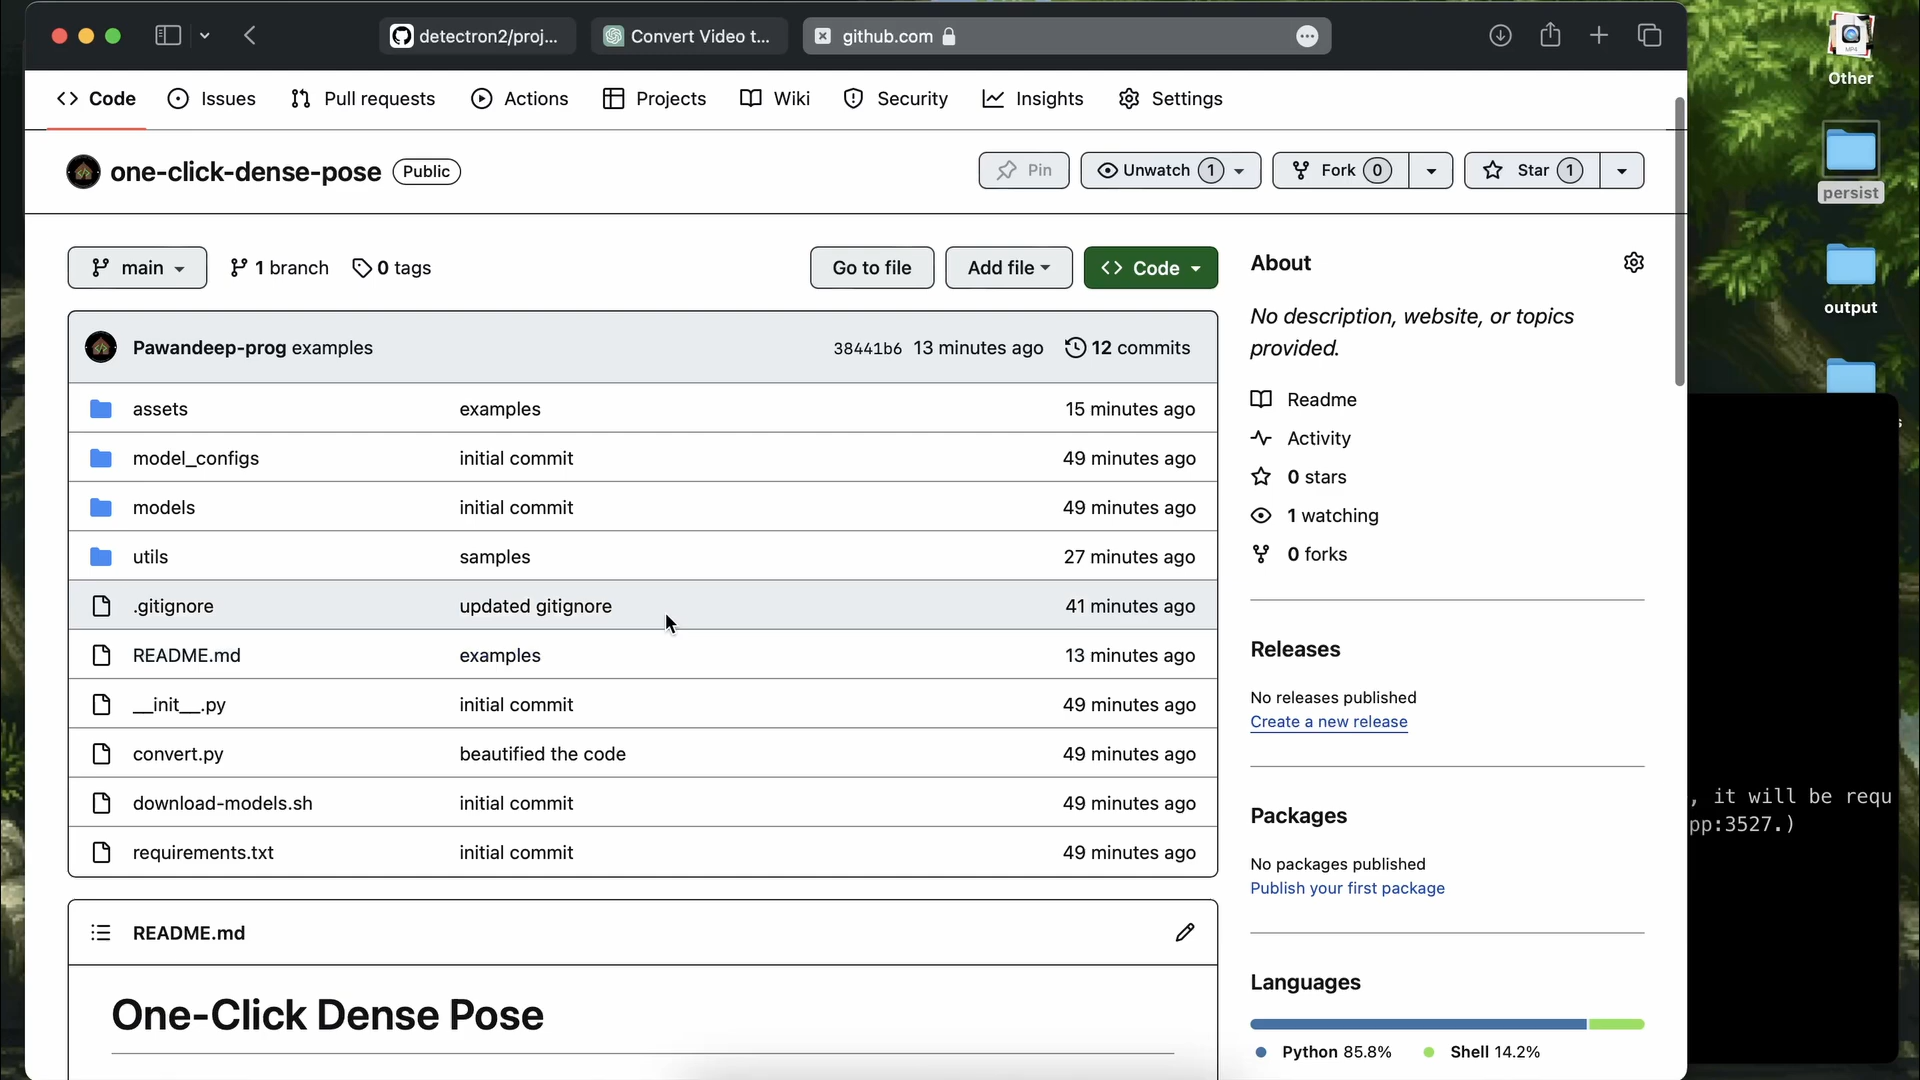 detectron2/proj...
Convert Video t...
github.com
Other
MP4
persist
output
Code
Issues
Pull requests
Actions
Projects
Wiki
Security
Insights
Settings
one-click-dense-pose
Public
Pin
Unwatch 1
Fork 0
Star 1
main
1 branch
0 tags
Go to file
Add file
Code
Pawandeep-prog examples 38441b6 13 minutes ago 12 commits
assets examples 15 minutes ago
model_configs initial commit 49 minutes ago
models initial commit 49 minutes ago
utils samples 27 minutes ago
.gitignore updated gitignore 41 minutes ago
README.md examples 13 minutes ago
__init__.py initial commit 49 minutes ago
convert.py beautified the code 49 minutes ago
download-models.sh initial commit 49 minutes ago
requirements.txt initial commit 49 minutes ago
README.md
One-Click Dense Pose
About
No description, website, or topics
provided.
Readme
Activity
0 stars
1 watching
0 forks
Releases
No releases published
Create a new release
Packages
No packages published
Publish your first package
Languages
Python 85.8%
Shell 14.2%
, it will be requ
pp:3527.)